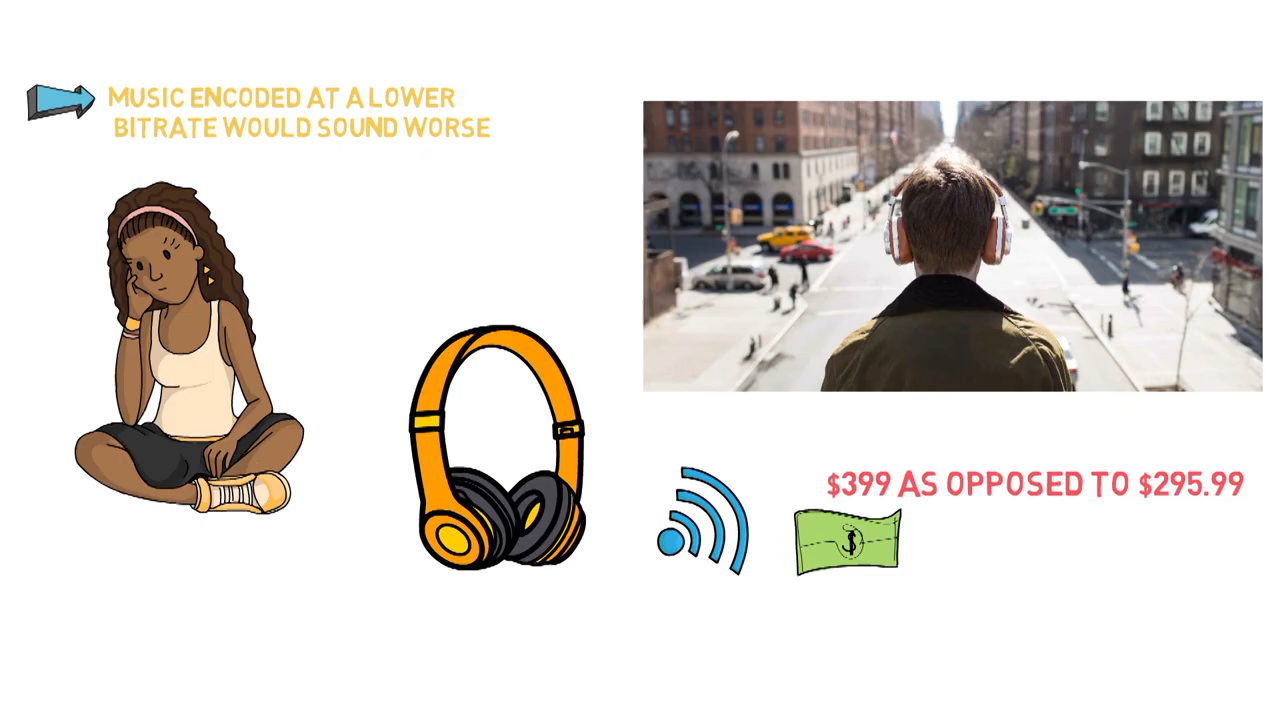 MUSIC ENCODED AT A LOWER
BITRATE WOULD SOUND WORSE
$399 AS OPPOSED TO $295.99
$